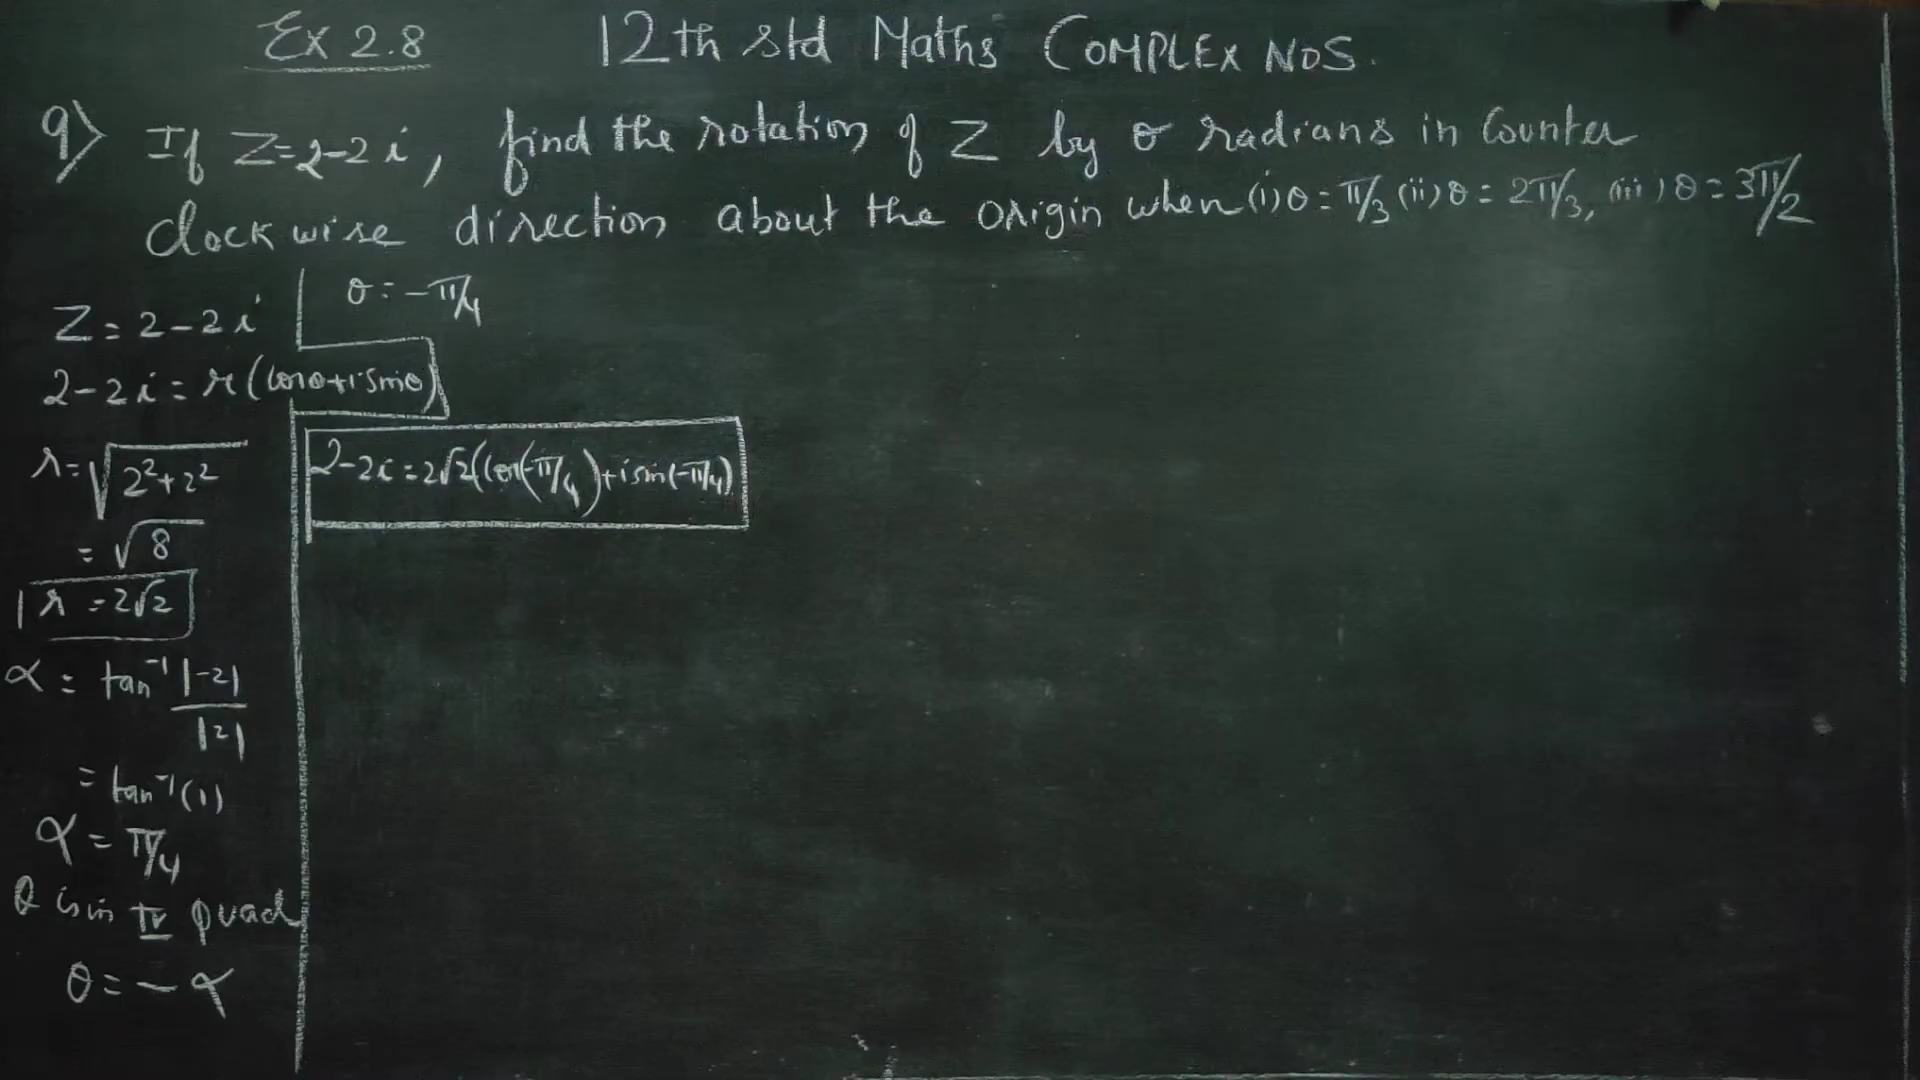 Ex 2.8 12th std Maths COMPLEX NOS.
9) If Z=2-2i, find the rotation of Z by θ radians in Counter
clockwise direction about the origin when (i) θ = π/3 (ii) θ = 2π/3, (iii) θ = 3π/2
Z = 2-2i
2-2i = r(cosθ+isinθ)
r=√2²+2²
= √8
r = 2√2
α = tan⁻¹ |-2|/|2|
= tan⁻¹(1)
α = π/4
θ is in IV quad
θ = -α
θ = -π/4
2-2i = 2√2(cos(-π/4)+isin(-π/4)